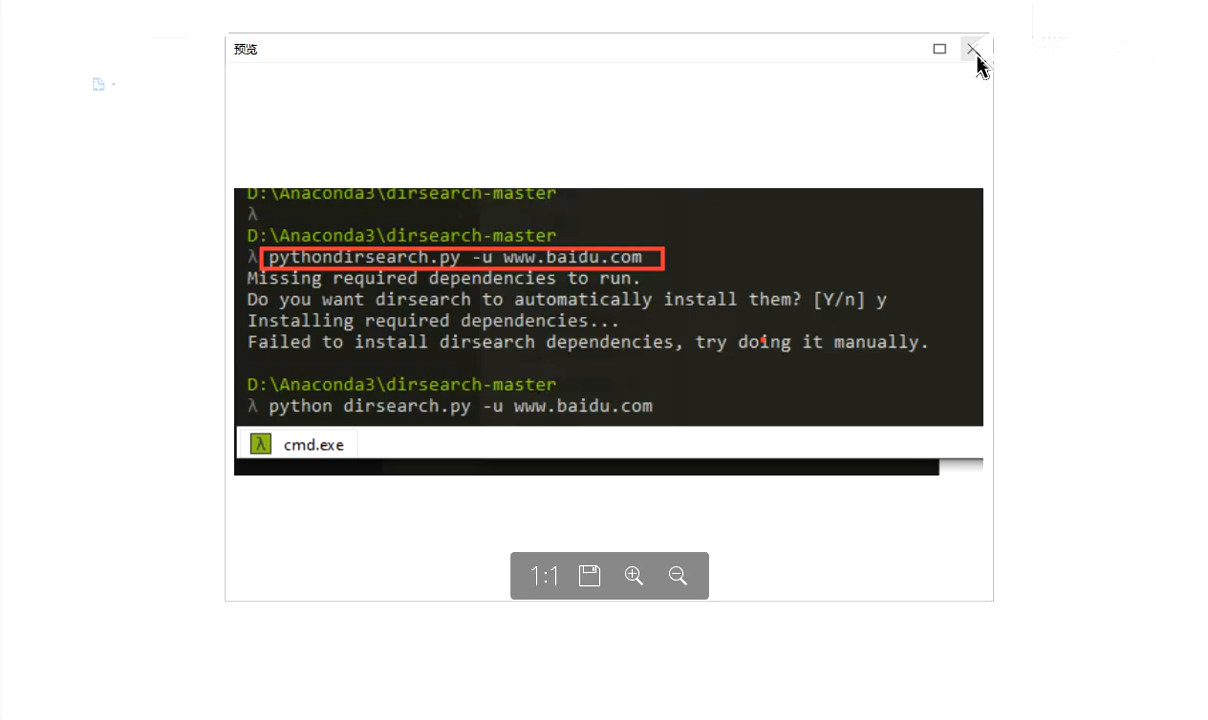 预览
D:\Anaconda3\dirsearch-master
λ
D:\Anaconda3\dirsearch-master
λ pythondirsearch.py -u www.baidu.com
Missing required dependencies to run.
Do you want dirsearch to automatically install them? [Y/n] y
Installing required dependencies...
Failed to install dirsearch dependencies, try doing it manually.
D:\Anaconda3\dirsearch-master
λ python dirsearch.py -u www.baidu.com
λ cmd.exe
1:1